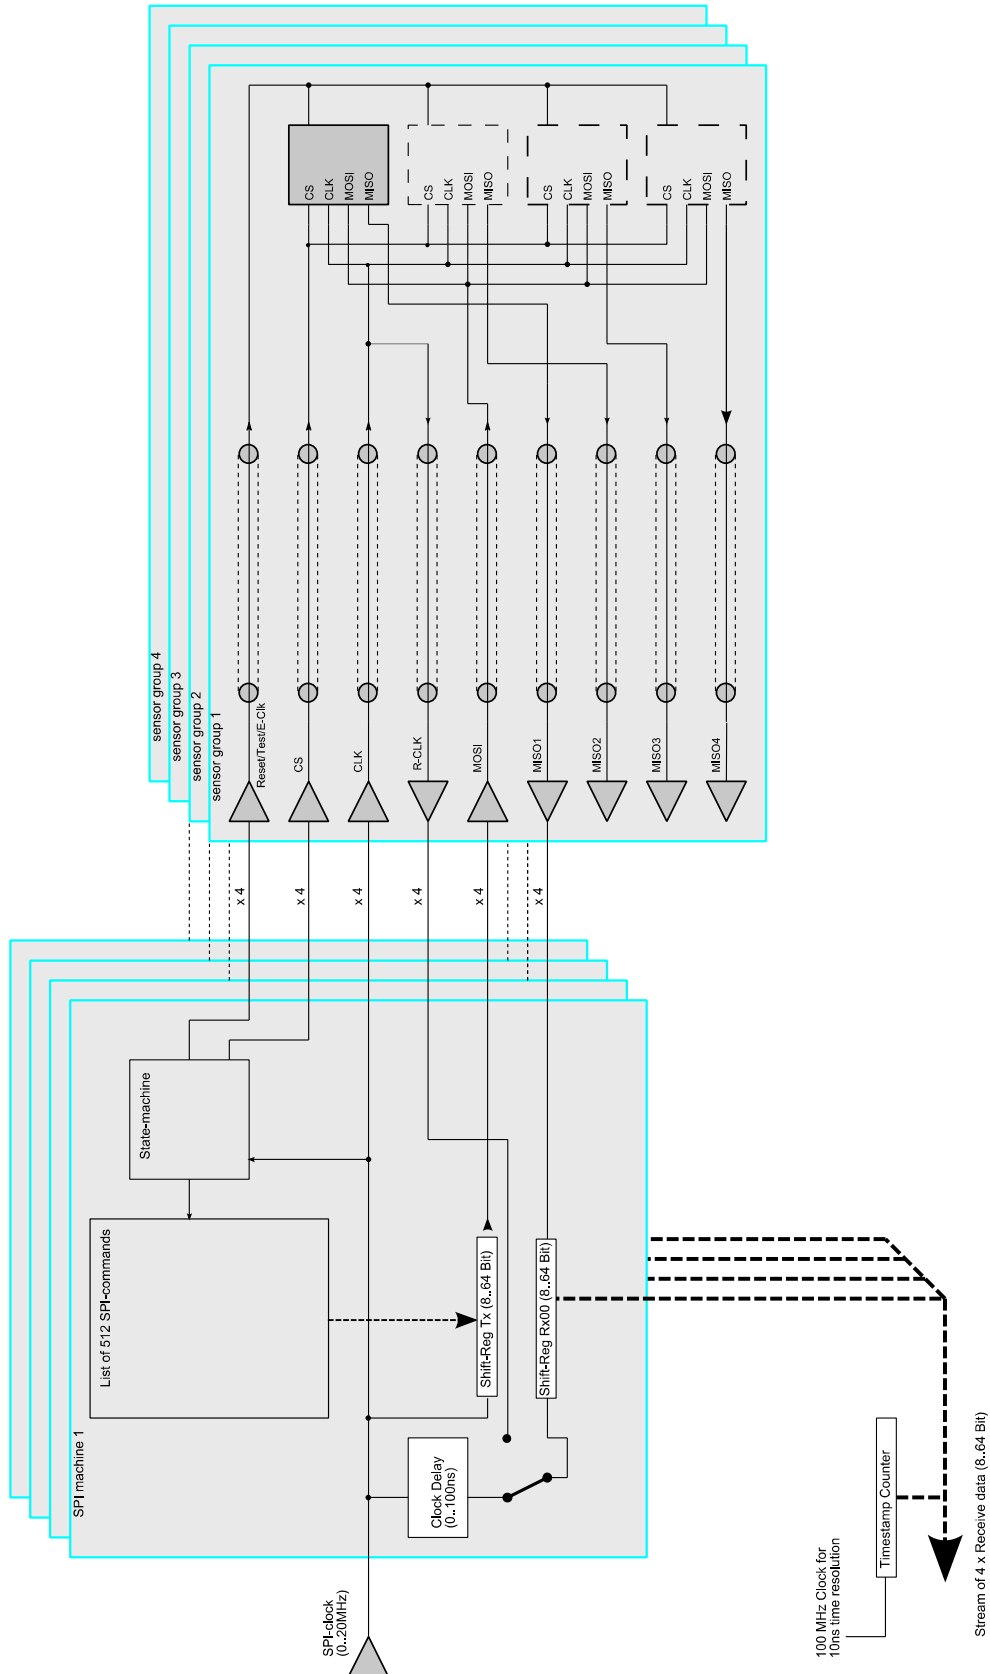 sensor group 4
sensor group 3
sensor group 2
sensor group 1
CS
CLK
MOSI
MISO
CS
CLK
MOSI
MISO
CS
CLK
MOSI
MISO
CS
CLK
MOSI
MISO
Reset/Test/E-Clk
CS
CLK
R-CLK
MOSI
MISO1
MISO2
MISO3
MISO4
x 4
x 4
x 4
x 4
x 4
x 4
State-machine
List of 512 SPI-commands
SPI machine 1
Shift-Reg Tx (8..64 Bit)
Shift-Reg Rx00 (8..64 Bit)
Clock Delay
(0..100ns)
SPI-clock
(0..20MHz)
100 MHz Clock for
10ns time resolution
Timestamp Counter
Stream of 4 x Receive data (8..64 Bit)